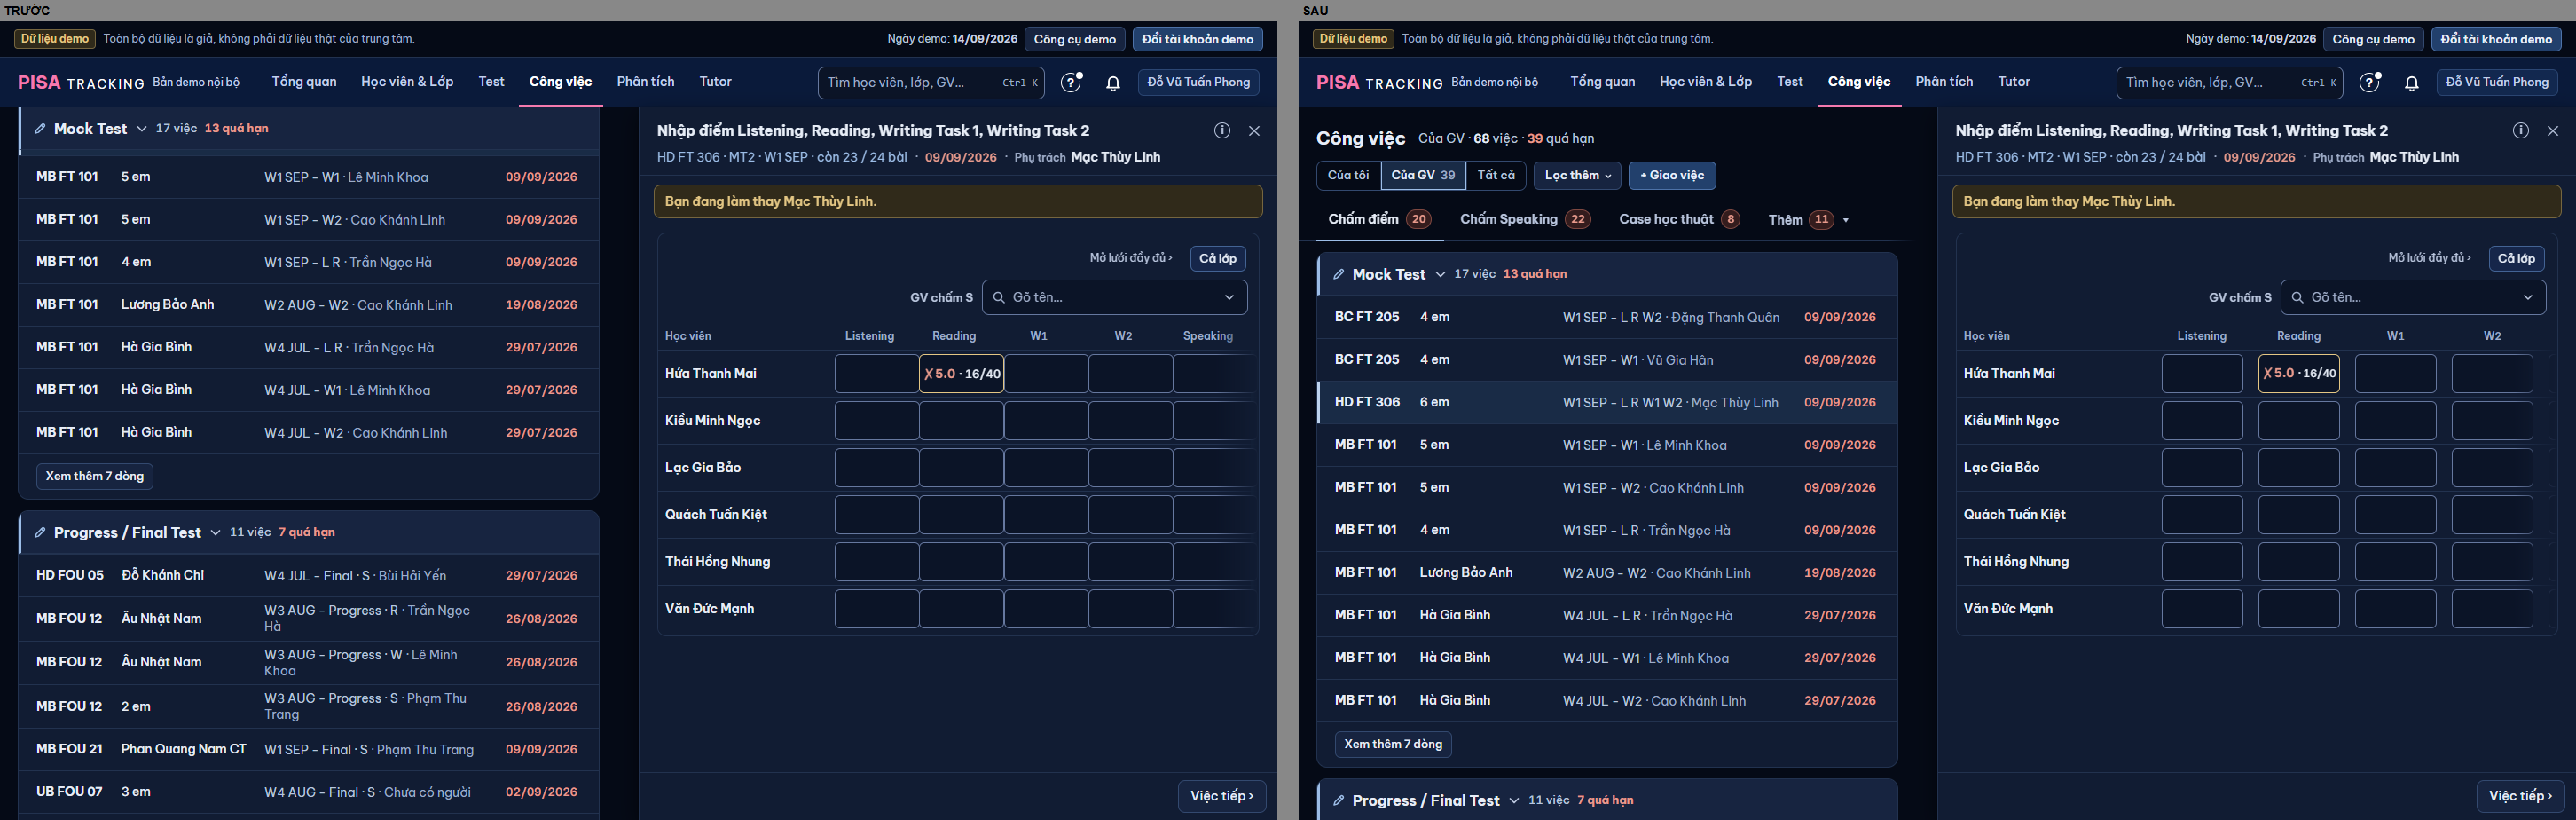 TRƯỚC
Dữ liệu demo Toàn bộ dữ liệu là giả, không phải dữ liệu thật của trung tâm. Ngày demo: 14/09/2026 Công cụ demo Đổi tài khoản demo
PISA TRACKING Bản demo nội bộ Tổng quan Học viên & Lớp Test Công việc Phân tích Tutor Tìm học viên, lớp, GV... Ctrl K ? Đỗ Vũ Tuấn Phong
Mock Test 17 việc 13 quá hạn
MB FT 101 5 em W1 SEP - W1 · Lê Minh Khoa 09/09/2026
MB FT 101 5 em W1 SEP - W2 · Cao Khánh Linh 09/09/2026
MB FT 101 4 em W1 SEP - L R · Trần Ngọc Hà 09/09/2026
MB FT 101 Lương Bảo Anh W2 AUG - W2 · Cao Khánh Linh 19/08/2026
MB FT 101 Hà Gia Bình W4 JUL - L R · Trần Ngọc Hà 29/07/2026
MB FT 101 Hà Gia Bình W4 JUL - W1 · Lê Minh Khoa 29/07/2026
MB FT 101 Hà Gia Bình W4 JUL - W2 · Cao Khánh Linh 29/07/2026
Xem thêm 7 dòng
Progress / Final Test 11 việc 7 quá hạn
HD FOU 05 Đỗ Khánh Chi W4 JUL - Final · S · Bùi Hải Yến 29/07/2026
MB FOU 12 Âu Nhật Nam W3 AUG - Progress · R · Trần Ngọc
Hà 26/08/2026
MB FOU 12 Âu Nhật Nam W3 AUG - Progress · W · Lê Minh
Khoa 26/08/2026
MB FOU 12 2 em W3 AUG - Progress · S · Phạm Thu
Trang 26/08/2026
MB FOU 21 Phan Quang Nam CT W1 SEP - Final · S · Phạm Thu Trang 09/09/2026
UB FOU 07 3 em W4 AUG - Final · S · Chưa có người 02/09/2026
Nhập điểm Listening, Reading, Writing Task 1, Writing Task 2
HD FT 306 · MT2 · W1 SEP · còn 23 / 24 bài · 09/09/2026 · Phụ trách Mạc Thùy Linh
Bạn đang làm thay Mạc Thùy Linh.
Mở lưới đầy đủ › Cả lớp
GV chấm S Gõ tên...
Học viên Listening Reading W1 W2 Speaking
Hứa Thanh Mai ✗ 5.0 · 16/40
Kiều Minh Ngọc
Lạc Gia Bảo
Quách Tuấn Kiệt
Thái Hồng Nhung
Văn Đức Mạnh
Việc tiếp ›
SAU
Dữ liệu demo Toàn bộ dữ liệu là giả, không phải dữ liệu thật của trung tâm. Ngày demo: 14/09/2026 Công cụ demo Đổi tài khoản demo
PISA TRACKING Bản demo nội bộ Tổng quan Học viên & Lớp Test Công việc Phân tích Tutor Tìm học viên, lớp, GV... Ctrl K ? Đỗ Vũ Tuấn Phong
Công việc Của GV · 68 việc · 39 quá hạn
Của tôi Của GV 39 Tất cả Lọc thêm + Giao việc
Chấm điểm 20 Chấm Speaking 22 Case học thuật 8 Thêm 11
Mock Test 17 việc 13 quá hạn
BC FT 205 4 em W1 SEP - L R W2 · Đặng Thanh Quân 09/09/2026
BC FT 205 4 em W1 SEP - W1 · Vũ Gia Hân 09/09/2026
HD FT 306 6 em W1 SEP - L R W1 W2 · Mạc Thùy Linh 09/09/2026
MB FT 101 5 em W1 SEP - W1 · Lê Minh Khoa 09/09/2026
MB FT 101 5 em W1 SEP - W2 · Cao Khánh Linh 09/09/2026
MB FT 101 4 em W1 SEP - L R · Trần Ngọc Hà 09/09/2026
MB FT 101 Lương Bảo Anh W2 AUG - W2 · Cao Khánh Linh 19/08/2026
MB FT 101 Hà Gia Bình W4 JUL - L R · Trần Ngọc Hà 29/07/2026
MB FT 101 Hà Gia Bình W4 JUL - W1 · Lê Minh Khoa 29/07/2026
MB FT 101 Hà Gia Bình W4 JUL - W2 · Cao Khánh Linh 29/07/2026
Xem thêm 7 dòng
Progress / Final Test 11 việc 7 quá hạn
Nhập điểm Listening, Reading, Writing Task 1, Writing Task 2
HD FT 306 · MT2 · W1 SEP · còn 23 / 24 bài · 09/09/2026 · Phụ trách Mạc Thùy Linh
Bạn đang làm thay Mạc Thùy Linh.
Mở lưới đầy đủ › Cả lớp
GV chấm S Gõ tên...
Học viên Listening Reading W1 W2
Hứa Thanh Mai ✗ 5.0 · 16/40
Kiều Minh Ngọc
Lạc Gia Bảo
Quách Tuấn Kiệt
Thái Hồng Nhung
Văn Đức Mạnh
Việc tiếp ›